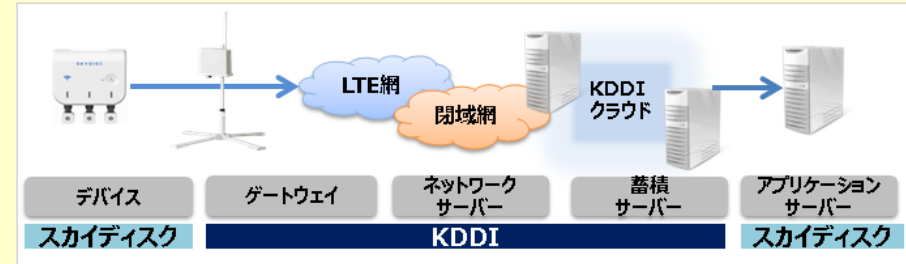 SKYDISC
LTE網
閉域網
KDDI
クラウド
デバイス
ゲートウェイ
ネットワーク
サーバー
蓄積
サーバー
アプリケーション
サーバー
スカイディスク
KDDI
スカイディスク